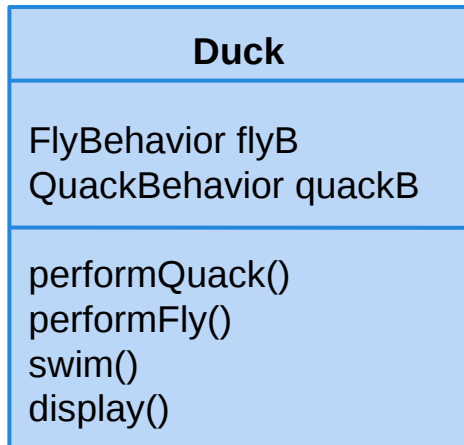 Duck
FlyBehavior flyB
QuackBehavior quackB
performQuack()
performFly()
swim()
display()